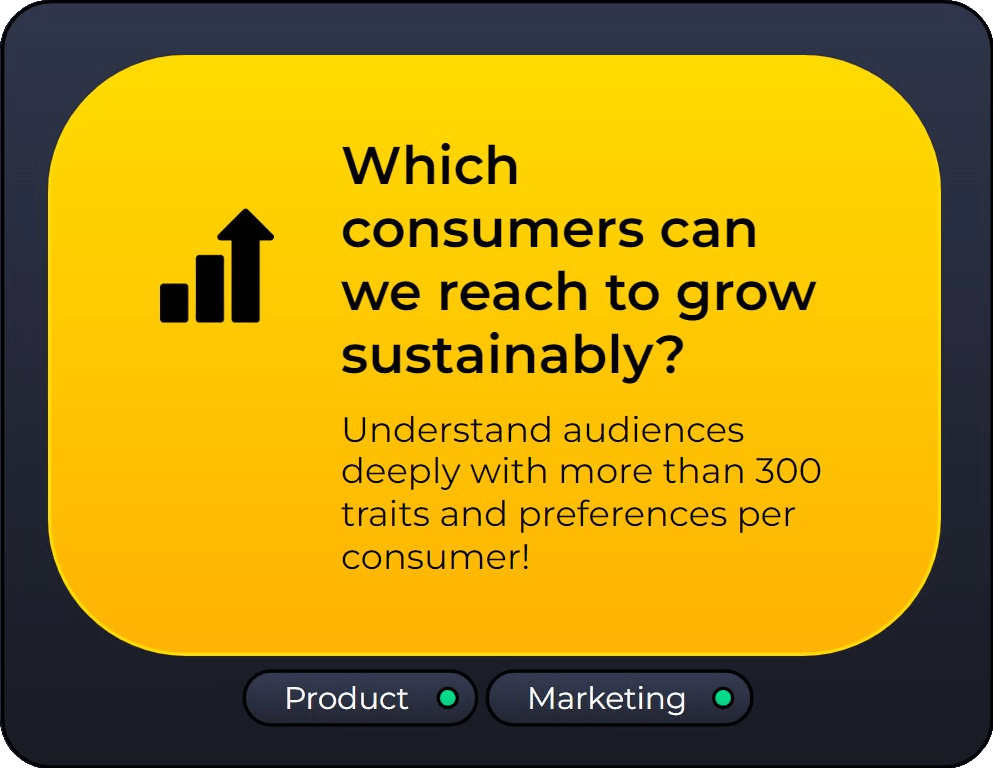 Which
consumers can
we reach to grow
sustainably?
Understand audiences
deeply with more than 300
traits and preferences per
consumer!
Product
Marketing